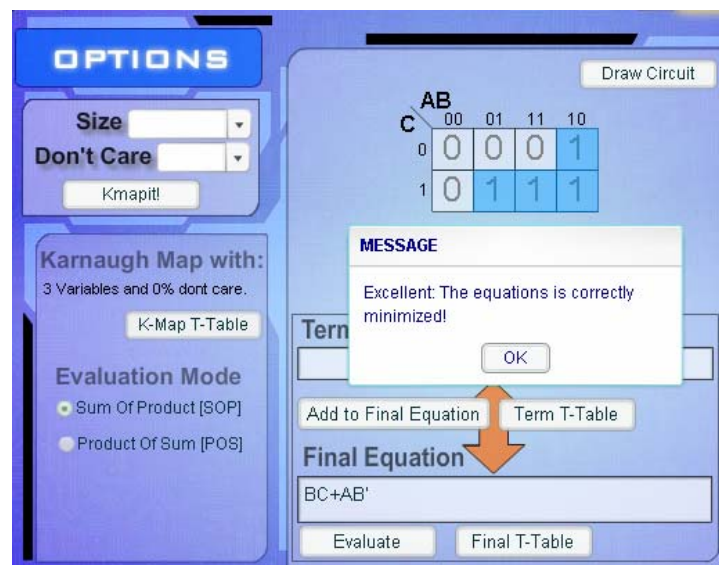 OPTIONS
Size
Don't Care
Kmapit!
Karnaugh Map with:
3 Variables and 0% dont care.
K-Map T-Table
Evaluation Mode
Sum Of Product [SOP]
Product Of Sum [POS]
Draw Circuit
AB
C 00 01 11 10
0 0 0 0 1
1 0 1 1 1
MESSAGE
Excellent: The equations is correctly
minimized!
OK
Term
Add to Final Equation Term T-Table
Final Equation
BC+AB'
Evaluate Final T-Table